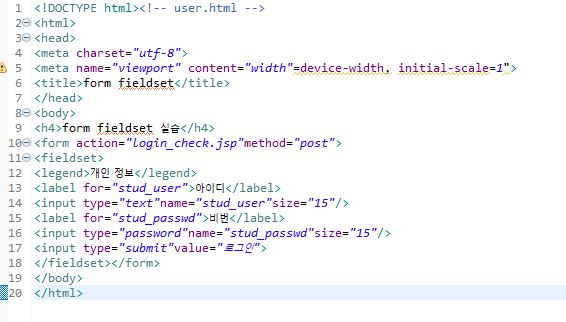 1 <!DOCTYPE html><!-- user.html -->
2 <html>
3 <head>
4 <meta charset="utf-8">
5 <meta name="viewport" content="width"=device-width, initial-scale=1">
6 <title>form fieldset</title>
7 </head>
8 <body>
9 <h4>form fieldset 실습</h4>
10 <form action="login_check.jsp"method="post">
11 <fieldset>
12 <legend>개인 정보</legend>
13 <label for="stud_user">아이디</label>
14 <input type="text"name="stud_user"size="15"/>
15 <label for="stud_passwd">비번</label>
16 <input type="password"name="stud_passwd"size="15"/>
17 <input type="submit"value="로그인">
18 </fieldset></form>
19 </body>
20 </html>